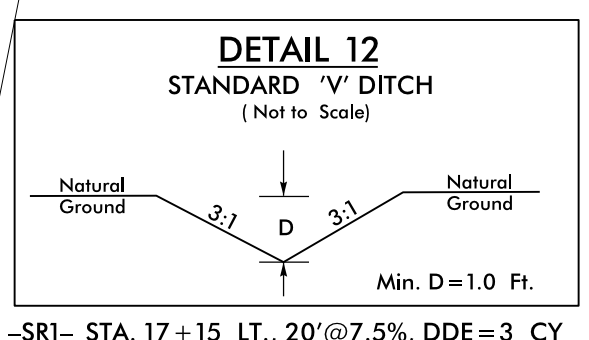 DETAIL 12
STANDARD 'V' DITCH
( Not to Scale)
Natural
Ground
3:1
D
3:1
Natural
Ground
Min. D=1.0 Ft.
–SR1– STA. 17+15 LT., 20'@7.5%, DDE=3 CY